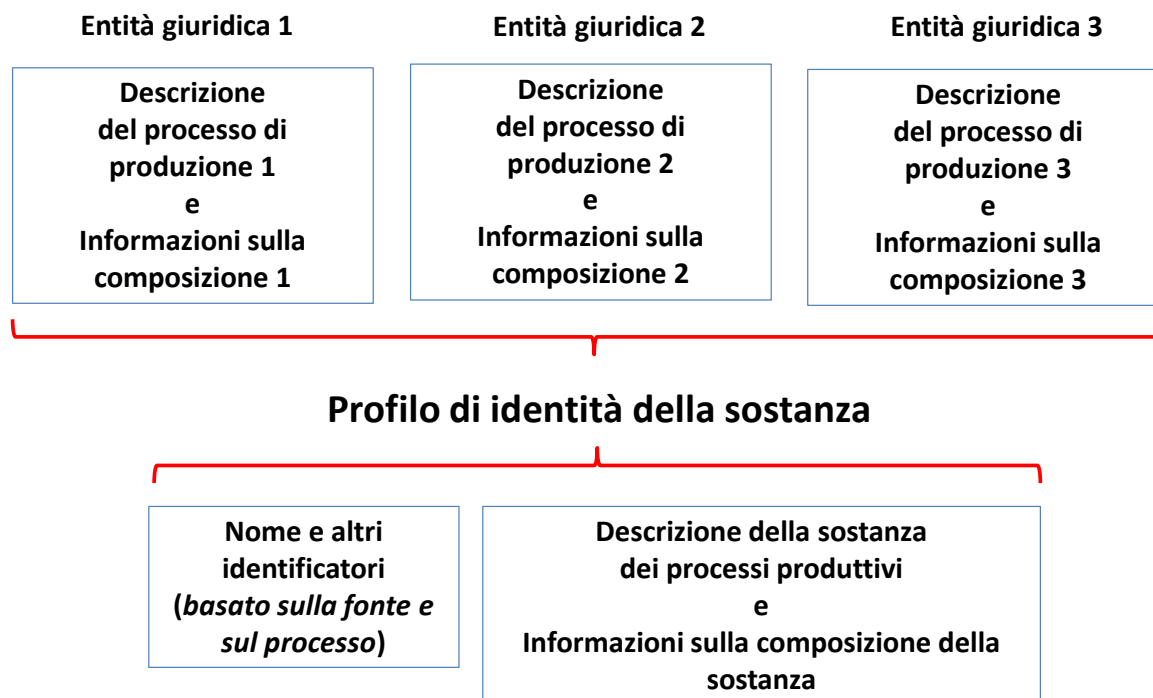 Entità giuridica 1
Entità giuridica 2
Entità giuridica 3
Descrizione
del processo di
produzione 1
e
Informazioni sulla
composizione 1
Descrizione
del processo di
produzione 2
e
Informazioni sulla
composizione 2
Descrizione
del processo di
produzione 3
e
Informazioni sulla
composizione 3
Profilo di identità della sostanza
Nome e altri
identificatori
(basato sulla fonte e
sul processo)
Descrizione della sostanza
dei processi produttivi
e
Informazioni sulla composizione della
sostanza